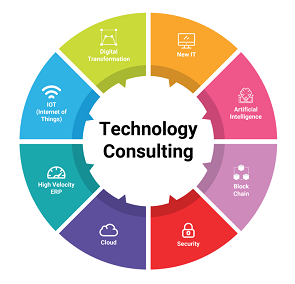 Technology
Consulting
New IT
Artificial
Intelligence
Block
Chain
Security
Cloud
High Velocity
ERP
IOT
(Internet of
Things)
Digital
Transformation